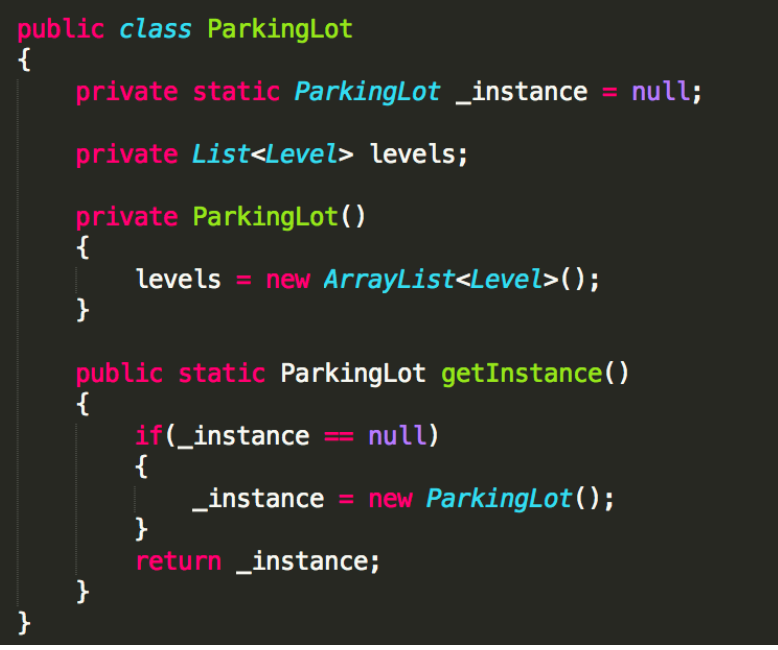 public class ParkingLot
{
    private static ParkingLot _instance = null;
    private List<Level> levels;
    private ParkingLot()
    {
        levels = new ArrayList<Level>();
    }
    public static ParkingLot getInstance()
    {
        if(_instance == null)
        {
            _instance = new ParkingLot();
        }
        return _instance;
    }
}